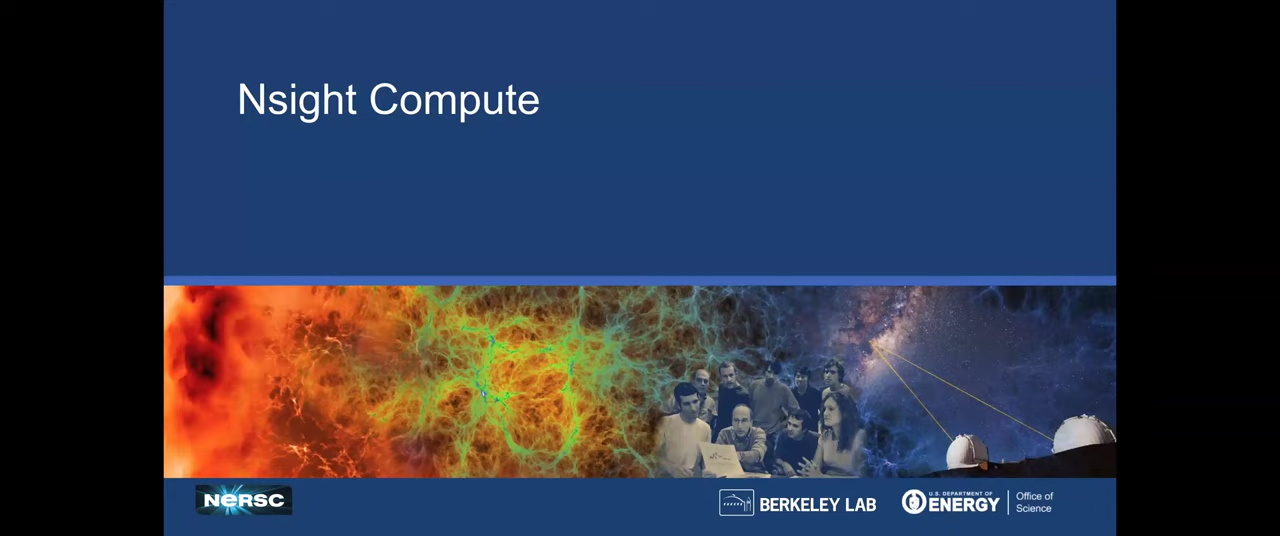 Nsight Compute
NERSC
BERKELEY LAB
U.S. DEPARTMENT OF
ENERGY
Office of
Science